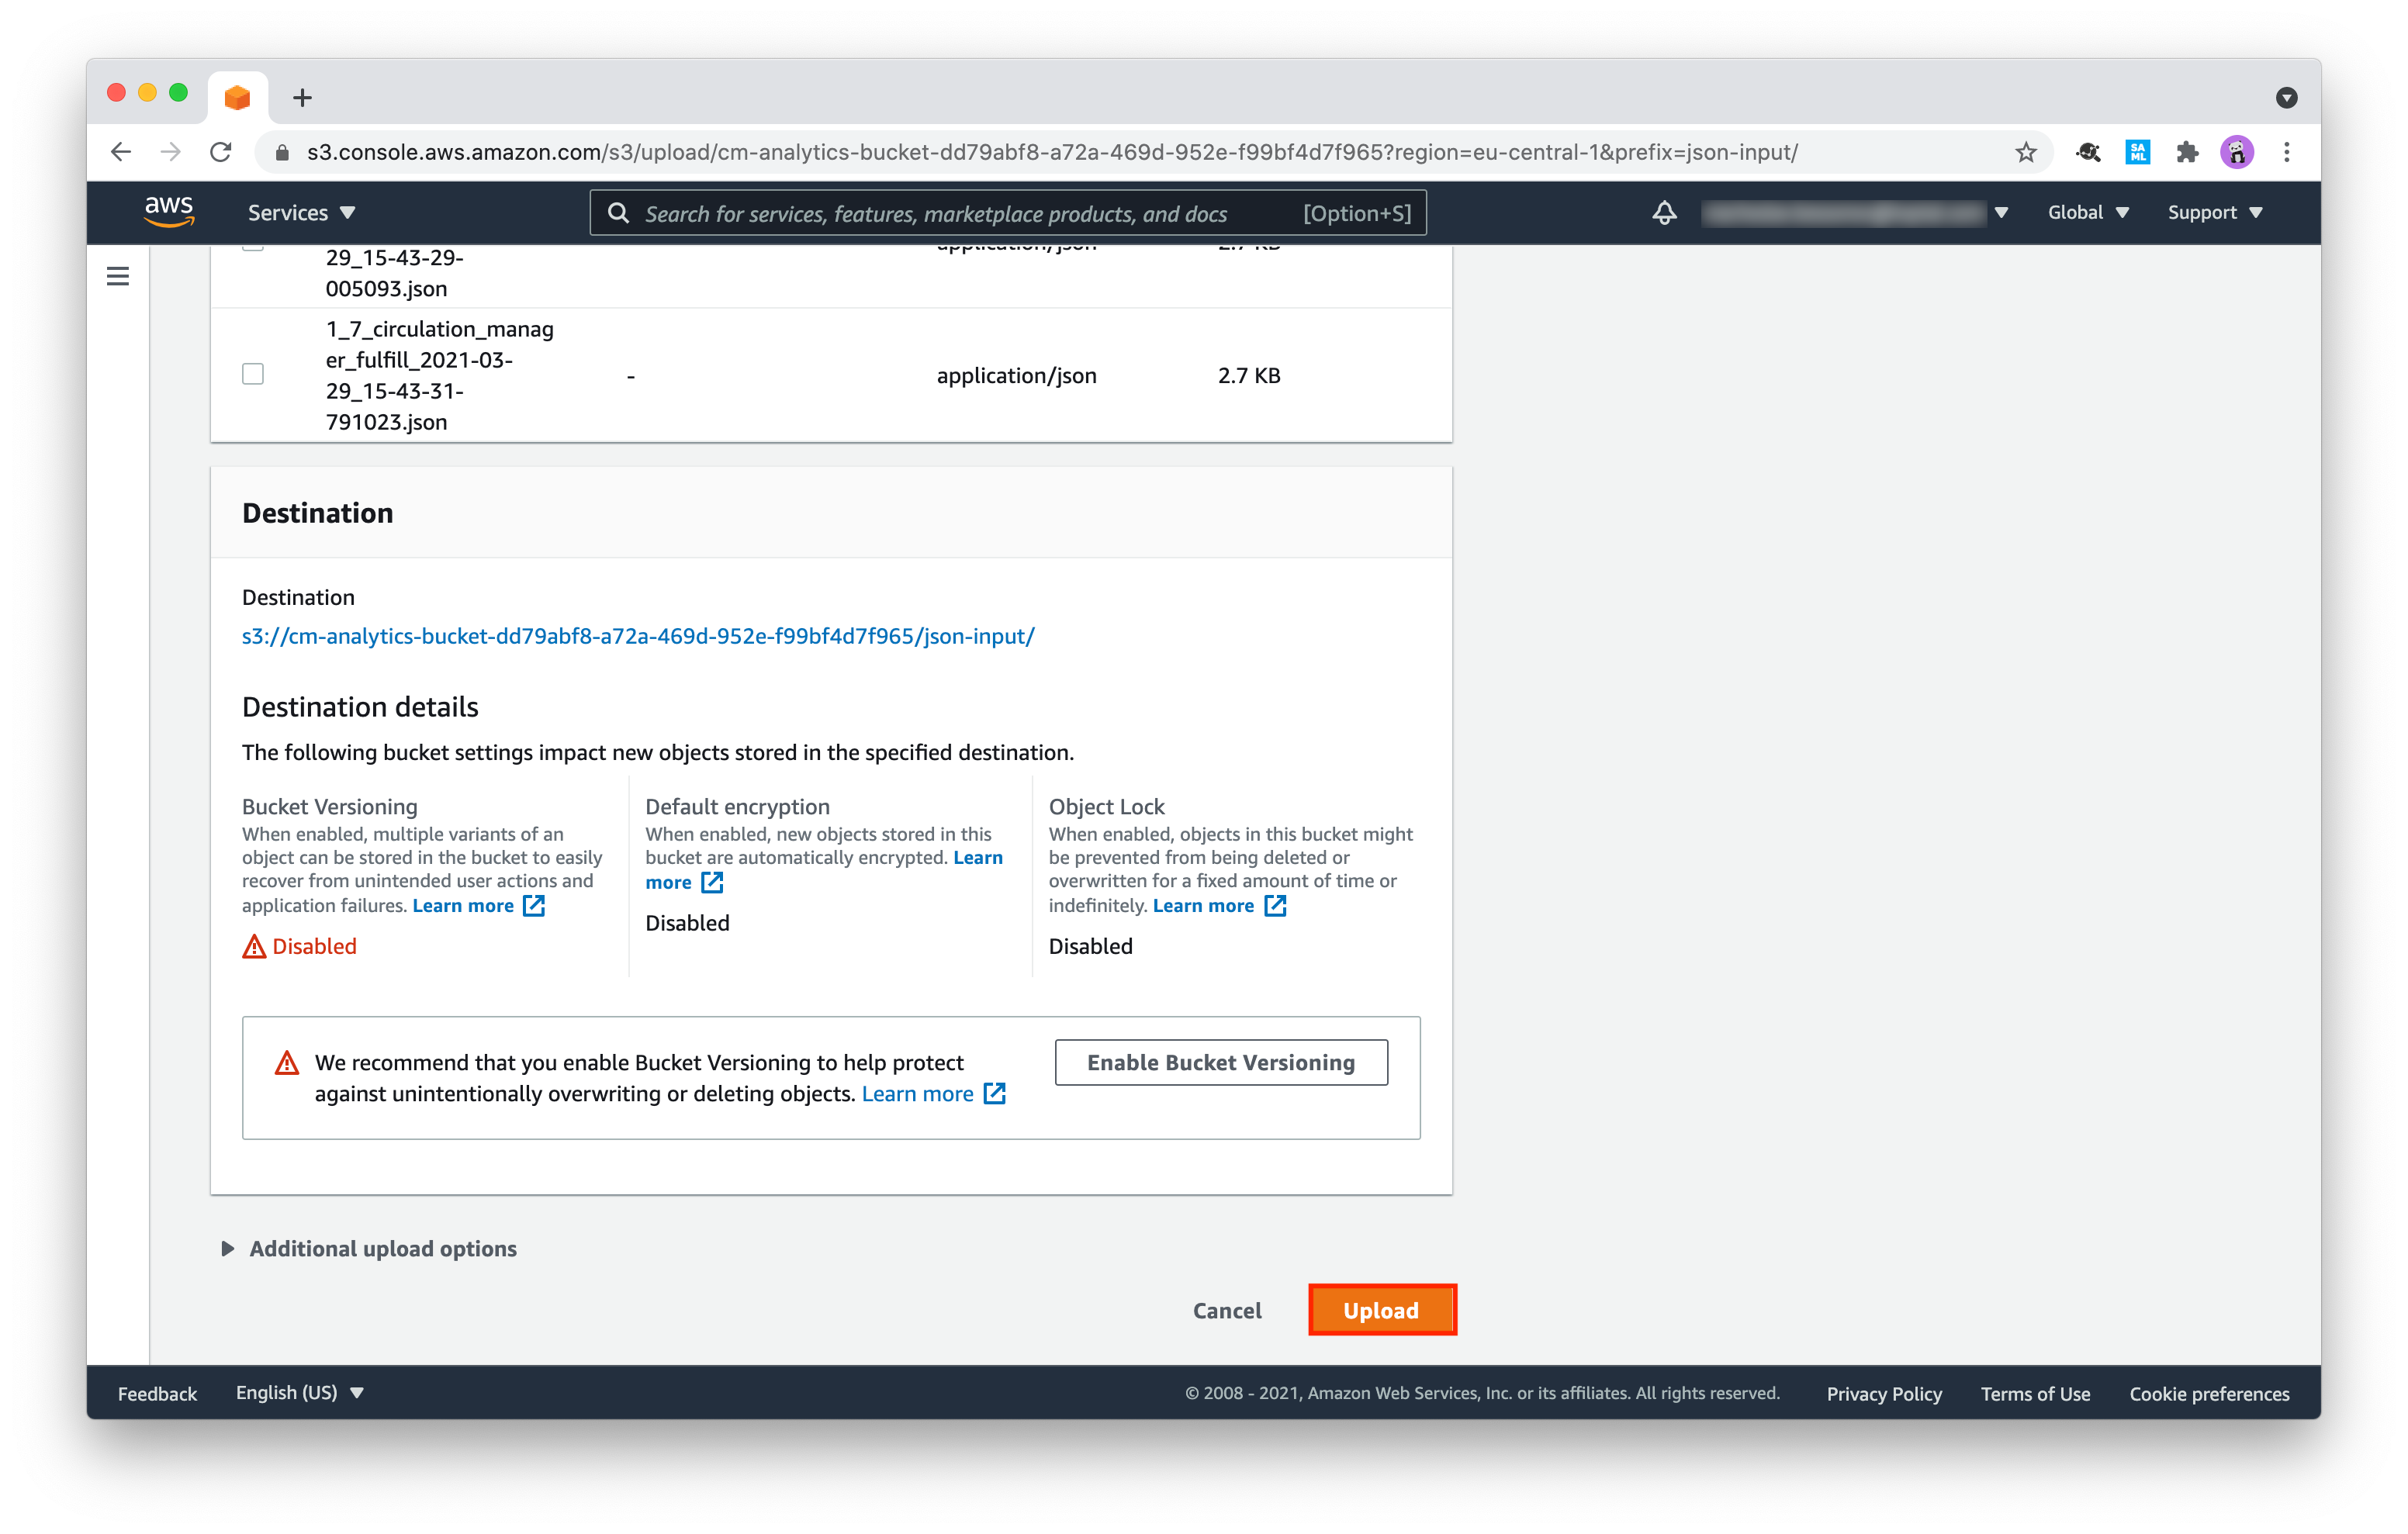 s3.console.aws.amazon.com/s3/upload/cm-analytics-bucket-dd79abf8-a72a-469d-952e-f99bf4d7f965?region=eu-central-1&prefix=json-input/
SA
ML
aws
Services
Search for services, features, marketplace products, and docs [Option+S]
Global
Support
29_15-43-29-
005093.json
application/json
2.7 KB
1_7_circulation_manag
er_fulfill_2021-03-
29_15-43-31-
791023.json
-
application/json
2.7 KB
Destination
Destination
s3://cm-analytics-bucket-dd79abf8-a72a-469d-952e-f99bf4d7f965/json-input/
Destination details
The following bucket settings impact new objects stored in the specified destination.
Bucket Versioning
When enabled, multiple variants of an
object can be stored in the bucket to easily
recover from unintended user actions and
application failures. Learn more
Disabled
Default encryption
When enabled, new objects stored in this
bucket are automatically encrypted. Learn
more
Disabled
Object Lock
When enabled, objects in this bucket might
be prevented from being deleted or
overwritten for a fixed amount of time or
indefinitely. Learn more
Disabled
We recommend that you enable Bucket Versioning to help protect
against unintentionally overwriting or deleting objects. Learn more
Enable Bucket Versioning
Additional upload options
Cancel
Upload
Feedback
English (US)
© 2008 - 2021, Amazon Web Services, Inc. or its affiliates. All rights reserved.
Privacy Policy
Terms of Use
Cookie preferences